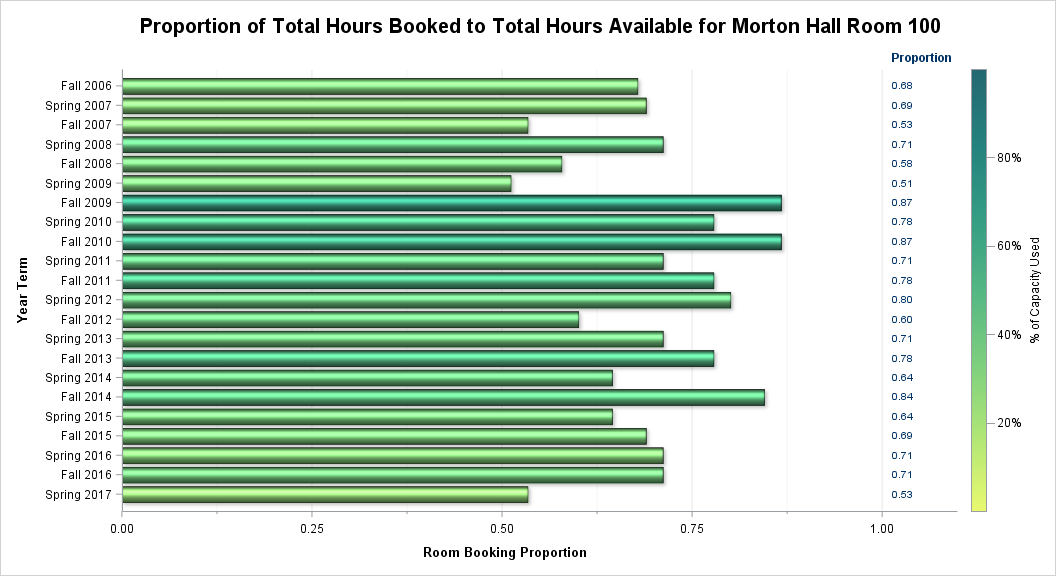 Proportion of Total Hours Booked to Total Hours Available for Morton Hall Room 100
Proportion
Fall 2006 0.68
Spring 2007 0.69
Fall 2007 0.53
Spring 2008 0.71
Fall 2008 0.58
Spring 2009 0.51
Fall 2009 0.87
Spring 2010 0.78
Fall 2010 0.87
Spring 2011 0.71
Fall 2011 0.78
Spring 2012 0.80
Fall 2012 0.60
Spring 2013 0.71
Fall 2013 0.78
Spring 2014 0.64
Fall 2014 0.84
Spring 2015 0.64
Fall 2015 0.69
Spring 2016 0.71
Fall 2016 0.71
Spring 2017 0.53
Year Term
0.00 0.25 0.50 0.75 1.00
Room Booking Proportion
80%
60%
40%
20%
% of Capacity Used